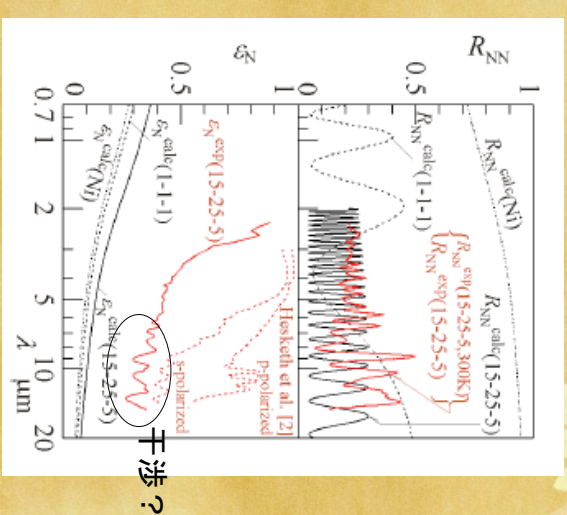 R_NN
1
0.5
0
R_NN^calc(Ni)
R_NN^calc(1-1-1)
R_NN^exp(15-25-5,300K)
R_NN^exp(15-25-5)
R_NN^calc(15-25-5)
ε_N
1
0.5
0
ε_N^exp(15-25-5)
ε_N^calc(1-1-1)
ε_N^calc(Ni)
ε_N^calc(15-25-5)
Hesketh et al. [2]
p-polarized
s-polarized
0.7 1 2 5 10 20
λ μm
干渉?